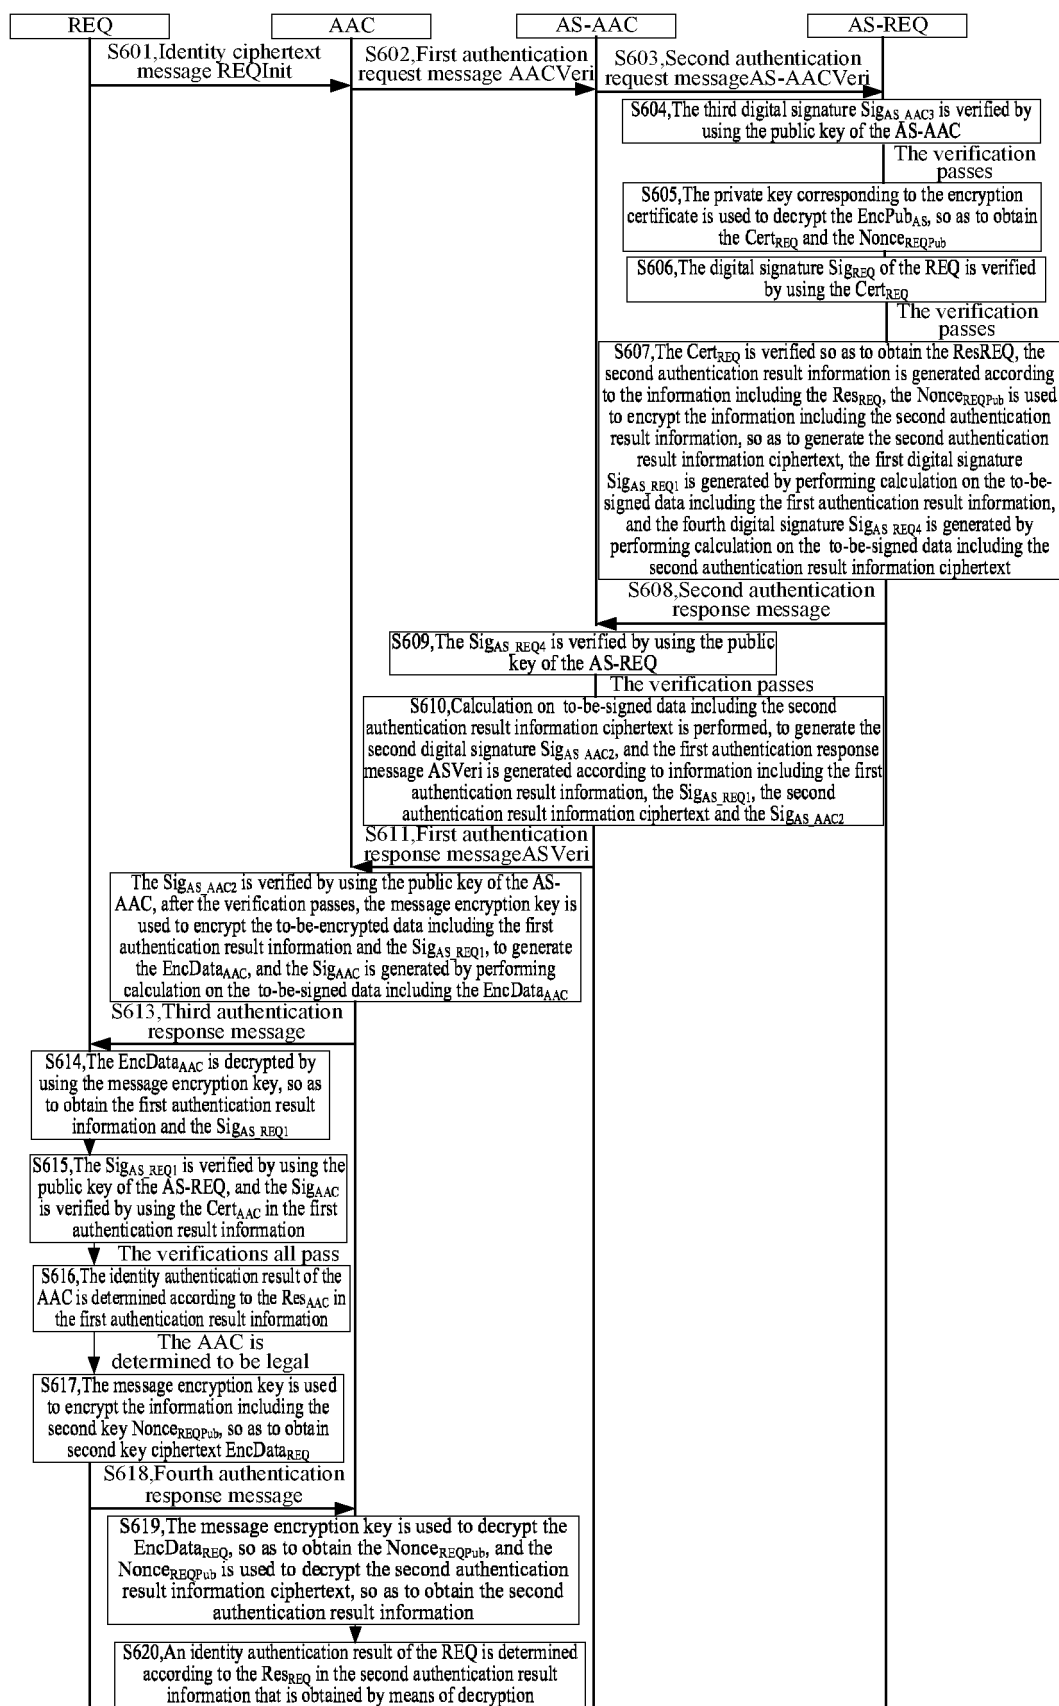 REQ
AAC
AS-AAC
AS-REQ
S601,Identity ciphertext
message REQInit
S602,First authentication
request message AACVeri
S603,Second authentication
request messageAS-AACVeri
S604,The third digital signature SigAS_AAC3 is verified by
using the public key of the AS-AAC
The verification
passes
S605,The private key corresponding to the encryption
certificate is used to decrypt the EncPubAS, so as to obtain
the CertREQ and the NonceREQPub
S606,The digital signature SigREQ of the REQ is verified
by using the CertREQ
The verification
passes
S607,The CertREQ is verified so as to obtain the ResREQ, the
second authentication result information is generated according
to the information including the ResREQ, the NonceREQPub is used
to encrypt the information including the second authentication
result information, so as to generate the second authentication
result information ciphertext, the first digital signature
SigAS_REQ1 is generated by performing calculation on the to-be-
signed data including the first authentication result information,
and the fourth digital signature SigAS_REQ4 is generated by
performing calculation on the to-be-signed data including the
second authentication result information ciphertext
S608,Second authentication
response message
S609,The SigAS_REQ4 is verified by using the public
key of the AS-REQ
The verification passes
S610,Calculation on to-be-signed data including the second
authentication result information ciphertext is performed, to generate the
second digital signature SigAS_AAC2, and the first authentication response
message ASVeri is generated according to information including the first
authentication result information, the SigAS_REQ1, the second
authentication result information ciphertext and the SigAS_AAC2
S611,First authentication
response messageASVeri
The SigAS_AAC2 is verified by using the public key of the AS-
AAC, after the verification passes, the message encryption key is
used to encrypt the to-be-encrypted data including the first
authentication result information and the SigAS_REQ1, to generate
the EncDataAAC, and the SigAAC is generated by performing
calculation on the to-be-signed data including the EncDataAAC
S613,Third authentication
response message
S614,The EncDataAAC is decrypted by
using the message encryption key, so as
to obtain the first authentication result
information and the SigAS_REQ1
S615,The SigAS_REQ1 is verified by using the
public key of the AS-REQ, and the SigAAC
is verified by using the CertAAC in the first
authentication result information
The verifications all pass
S616,The identity authentication result of the
AAC is determined according to the ResAAC in
the first authentication result information
The AAC is
determined to be legal
S617,The message encryption key is used
to encrypt the information including the
second key NonceREQPub, so as to obtain
second key ciphertext EncDataREQ
S618,Fourth authentication
response message
S619,The message encryption key is used to decrypt the
EncDataREQ, so as to obtain the NonceREQPub, and the
NonceREQPub is used to decrypt the second authentication
result information ciphertext, so as to obtain the second
authentication result information
S620,An identity authentication result of the REQ is determined
according to the ResREQ in the second authentication result
information that is obtained by means of decryption